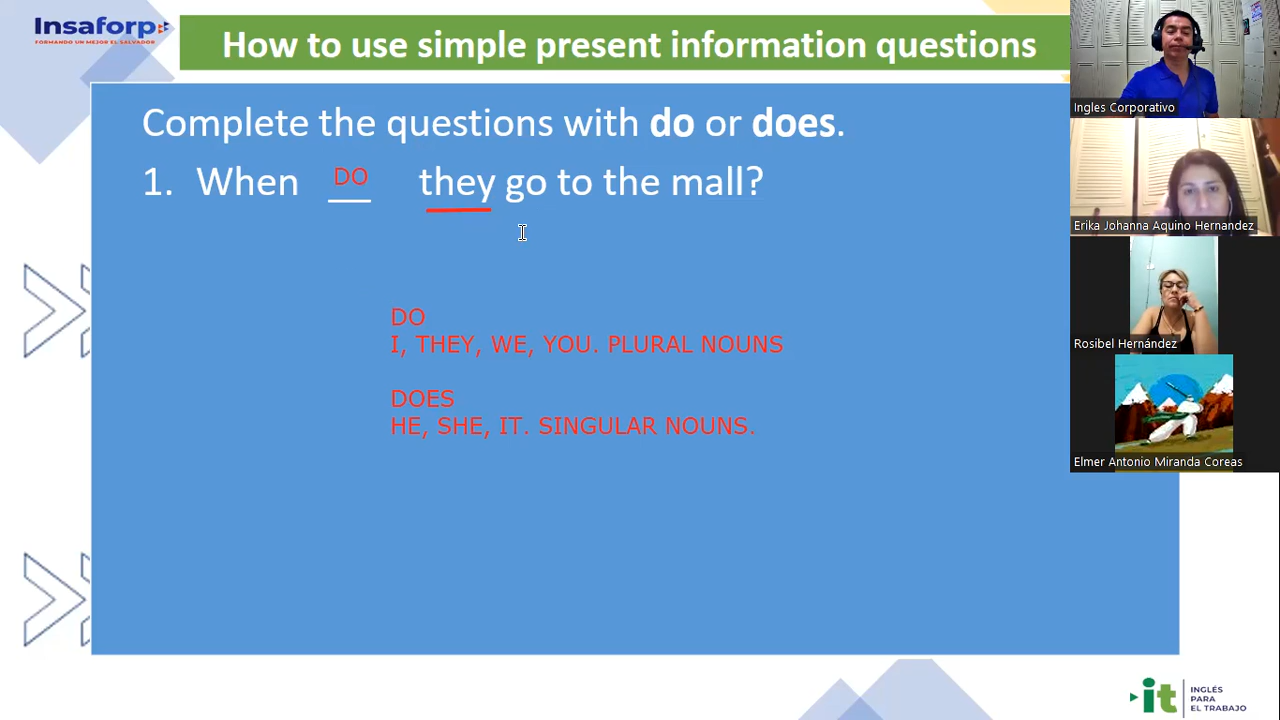 Insaforp
FORMANDO UN MEJOR EL SALVADOR
How to use simple present information questions
Complete the questions with do or does.
1. When DO they go to the mall?
DO
I, THEY, WE, YOU. PLURAL NOUNS
DOES
HE, SHE, IT. SINGULAR NOUNS.
Ingles Corporativo
Erika Johanna Aquino Hernandez
Rosibel Hernández
Elmer Antonio Miranda Coreas
it
INGLÉS
PARA
EL TRABAJO